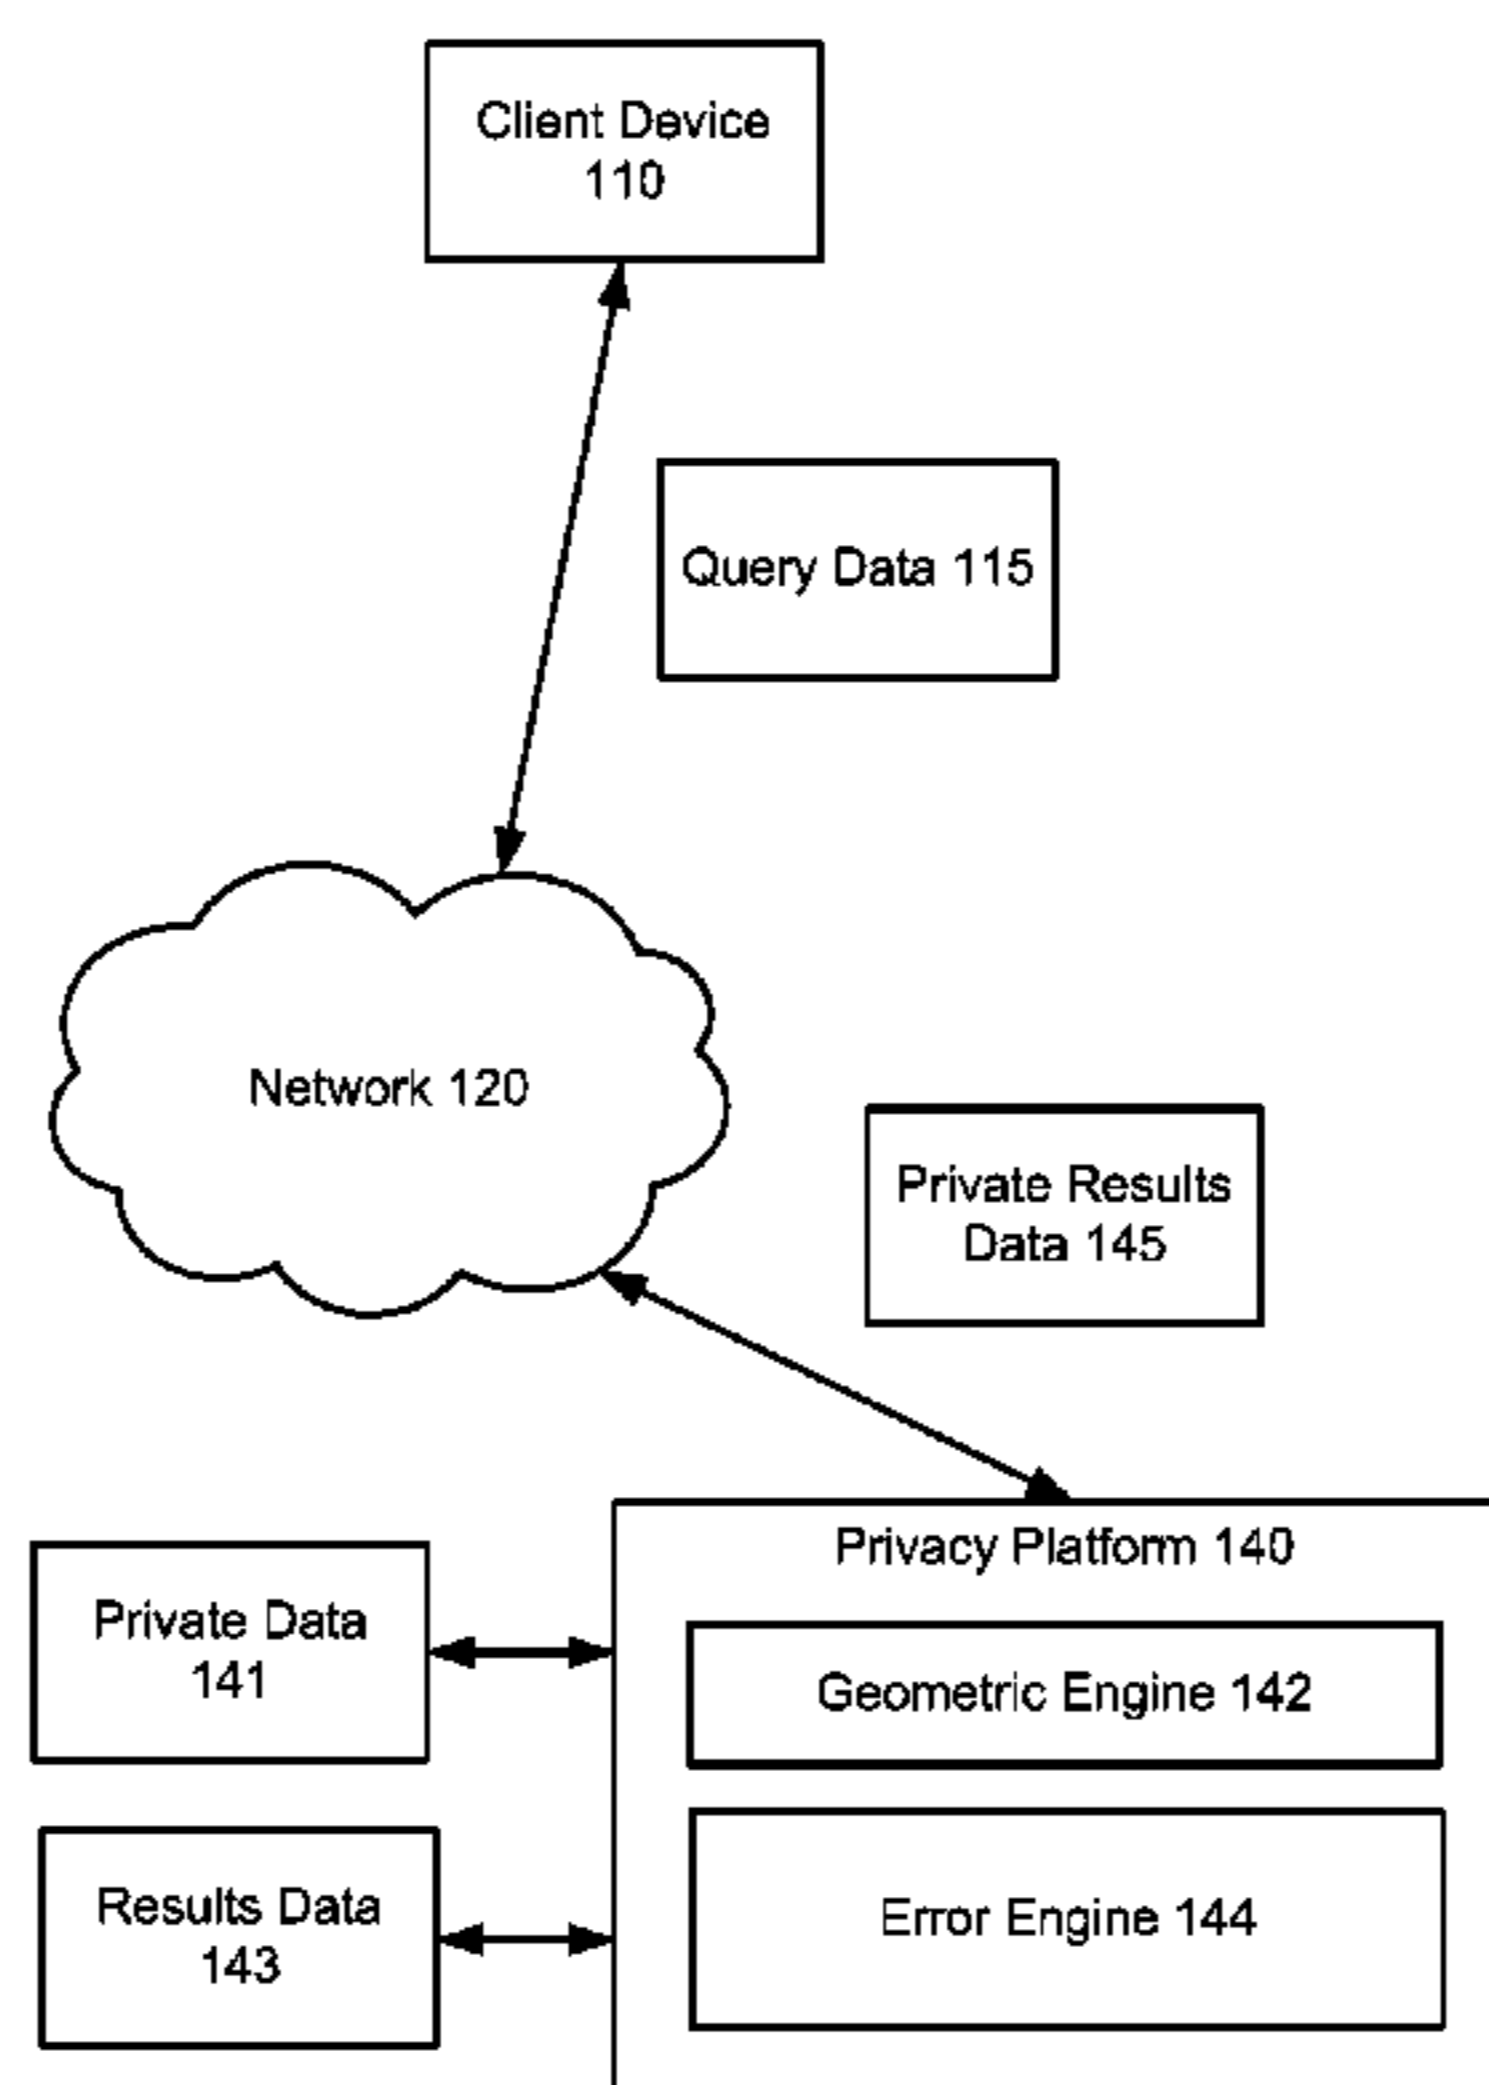 Client Device
110
Query Data 115
Network 120
Private Results
Data 145
Privacy Platform 140
Private Data
141
Geometric Engine 142
Results Data
143
Error Engine 144